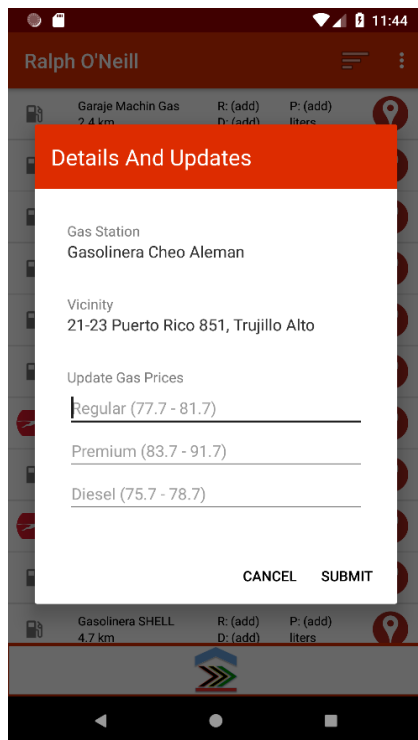 11:44
Ralph O'Neill
Garaje Machin Gas R: (add) P: (add)
2.4 km D: (add) liters
Details And Updates
Gas Station
Gasolinera Cheo Aleman
Vicinity
21-23 Puerto Rico 851, Trujillo Alto
Update Gas Prices
Regular (77.7 - 81.7)
Premium (83.7 - 91.7)
Diesel (75.7 - 78.7)
CANCEL SUBMIT
Gasolinera SHELL R: (add) P: (add)
4.7 km D: (add) liters